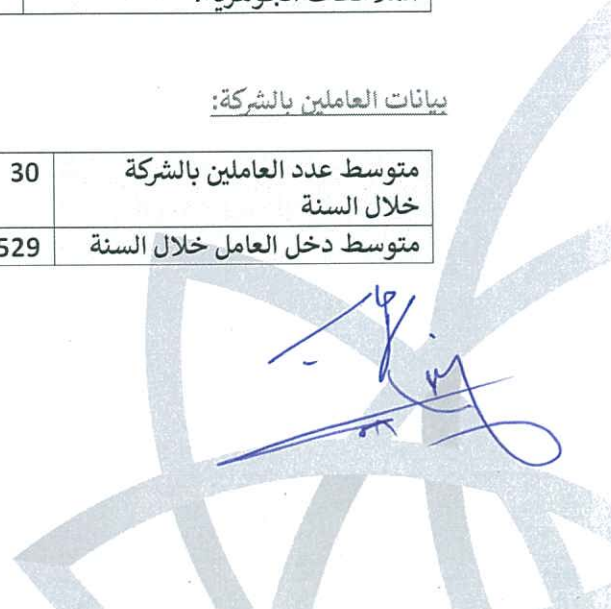 بيانات العاملين بالشركة:
متوسط عدد العاملين بالشركة 30
خلال السنة
متوسط دخل العامل خلال السنة 529